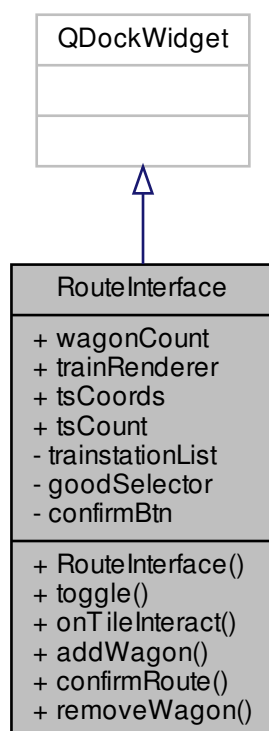 QDockWidget
RouteInterface
+ wagonCount
+ trainRenderer
+ tsCoords
+ tsCount
- trainstationList
- goodSelector
- confirmBtn
+ RouteInterface()
+ toggle()
+ onTileInteract()
+ addWagon()
+ confirmRoute()
+ removeWagon()